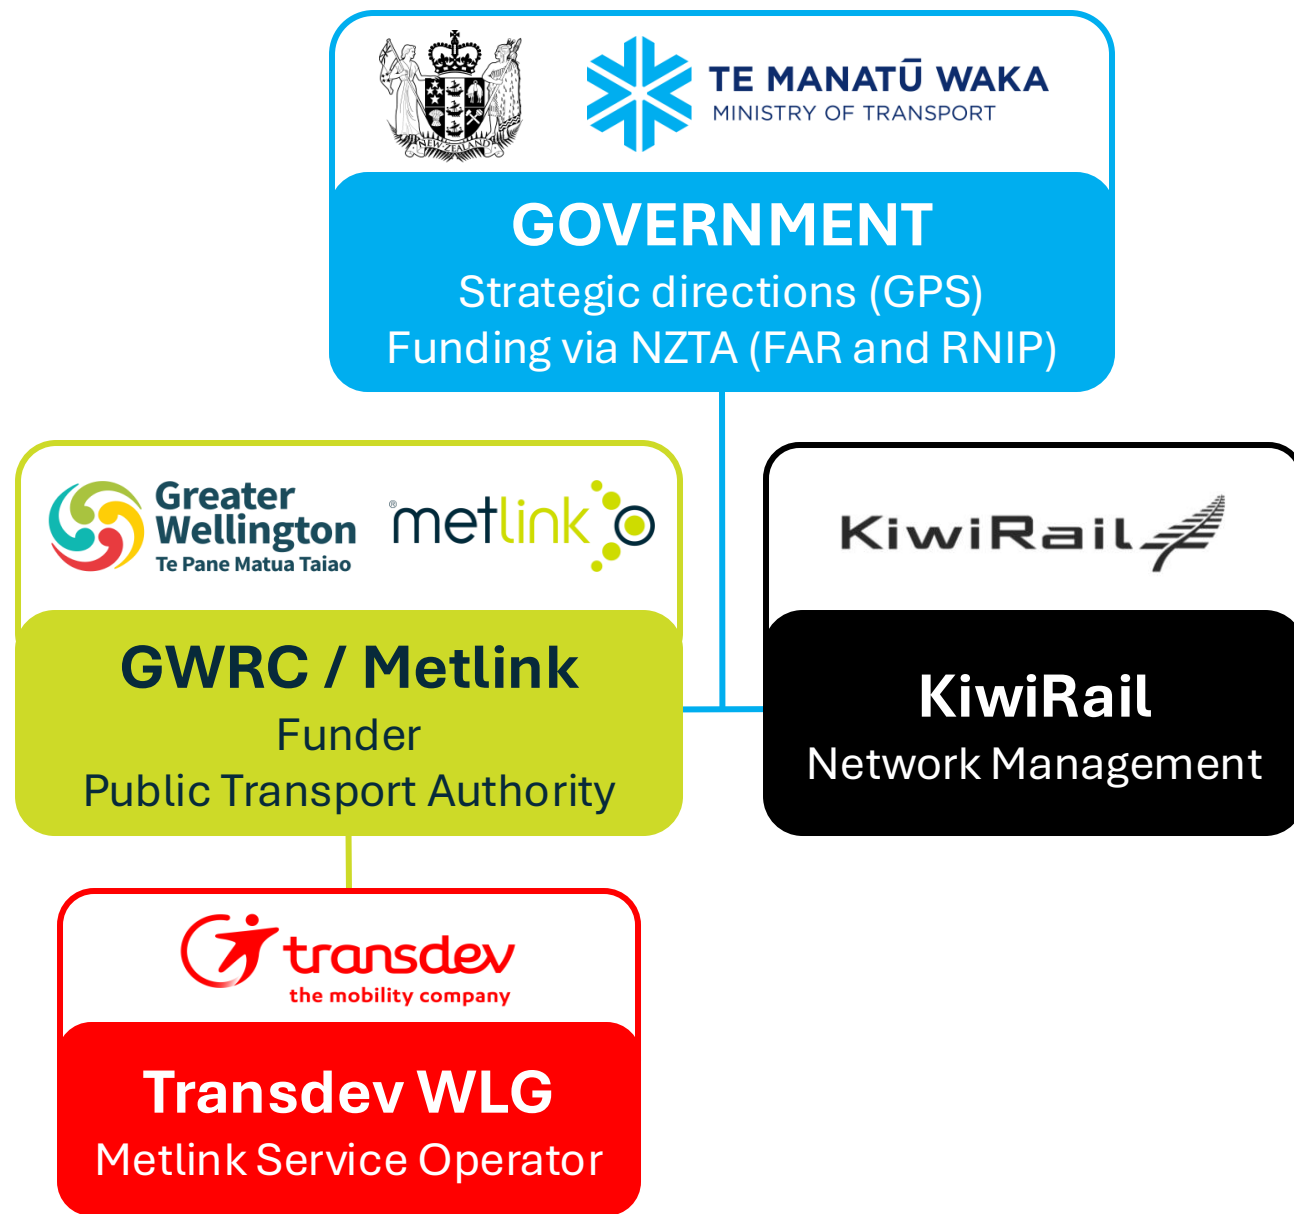 NEW ZEALAND
TE MANATŪ WAKA
MINISTRY OF TRANSPORT
GOVERNMENT
Strategic directions (GPS)
Funding via NZTA (FAR and RNIP)
Greater
Wellington
Te Pane Matua Taiao
®metlink
GWRC / Metlink
Funder
Public Transport Authority
KiwiRail
KiwiRail
Network Management
transdev
the mobility company
Transdev WLG
Metlink Service Operator